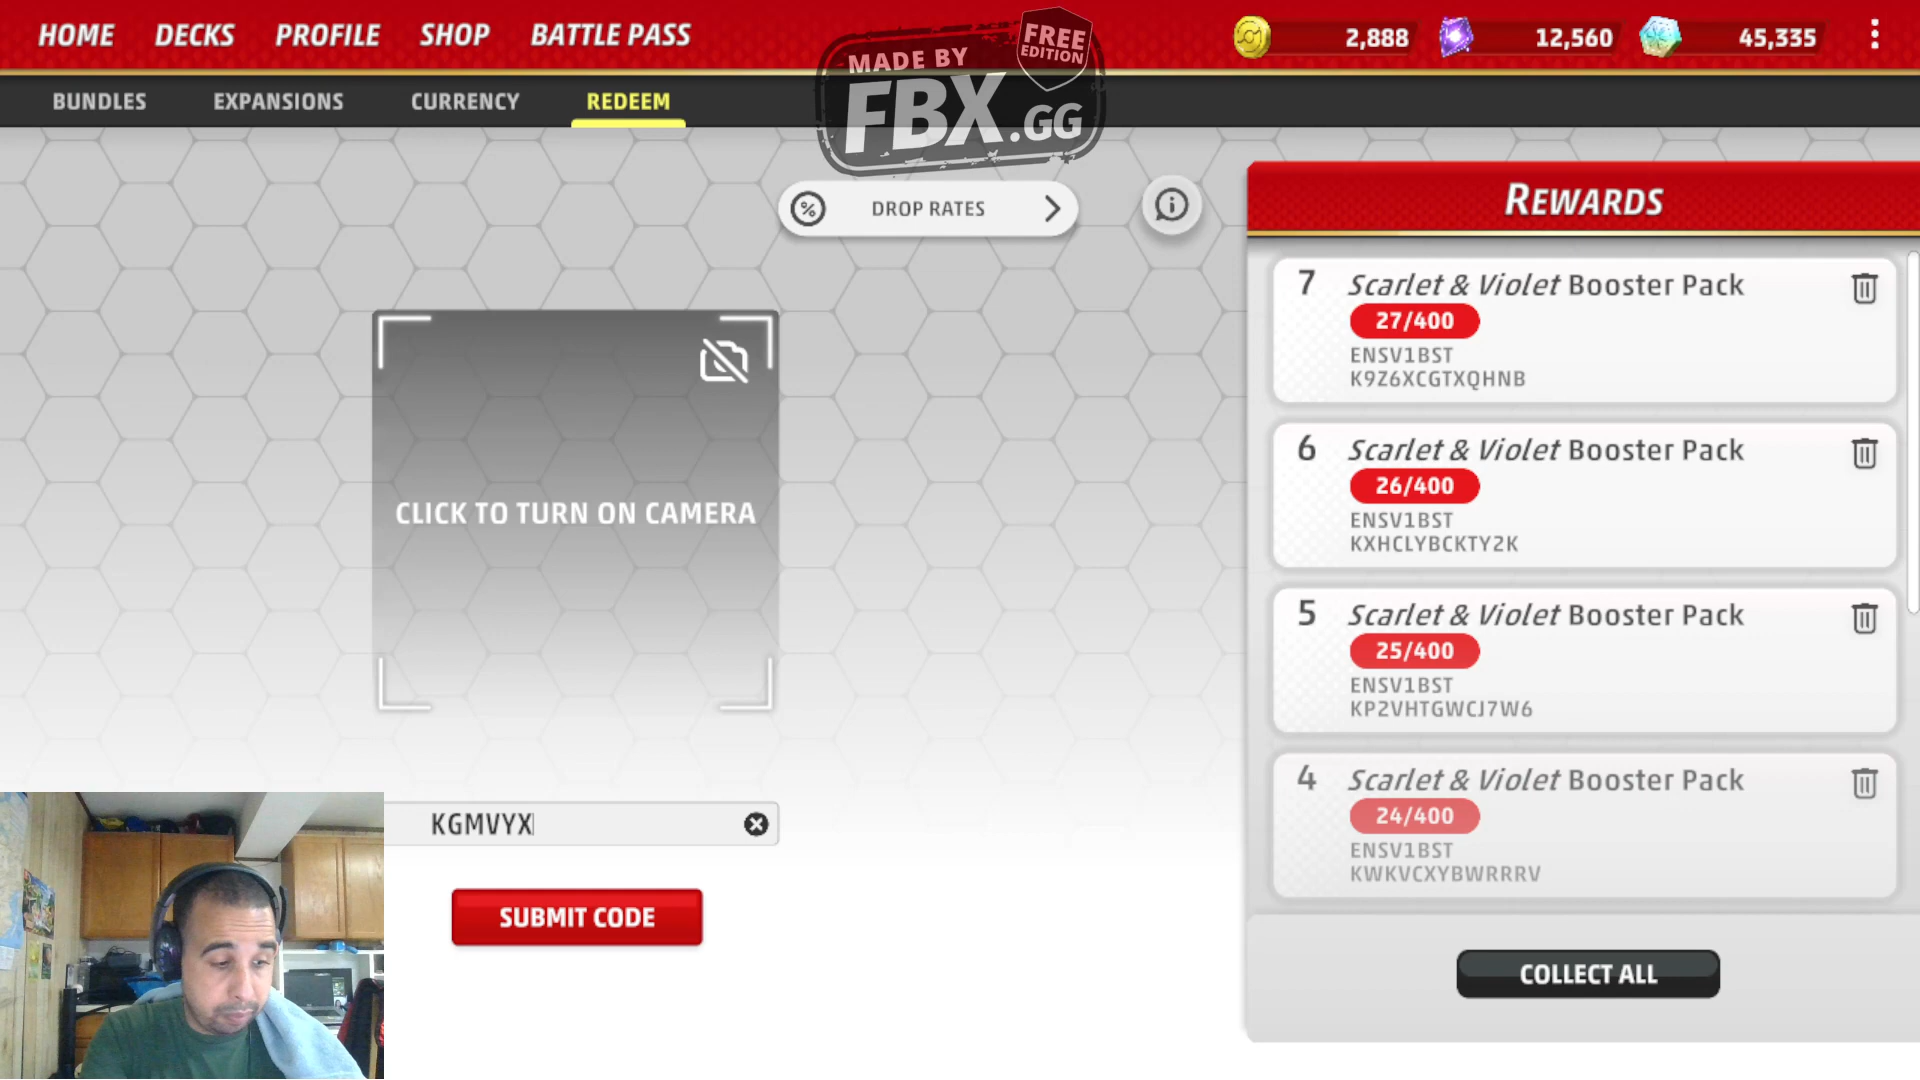 HOME DECKS PROFILE SHOP BATTLE PASS
2,888 12,560 45,335
MADE BY
FREE
EDITION
FBX.GG
BUNDLES EXPANSIONS CURRENCY REDEEM
DROP RATES
CLICK TO TURN ON CAMERA
KGMVYX
SUBMIT CODE
REWARDS
7 Scarlet & Violet Booster Pack
27/400
ENSV1BST
K9Z6XCGTXQHNB
6 Scarlet & Violet Booster Pack
26/400
ENSV1BST
KXHCLYBCKTY2K
5 Scarlet & Violet Booster Pack
25/400
ENSV1BST
KP2VHTGWCJ7W6
4 Scarlet & Violet Booster Pack
24/400
ENSV1BST
KWKVCXYBWRRRV
COLLECT ALL